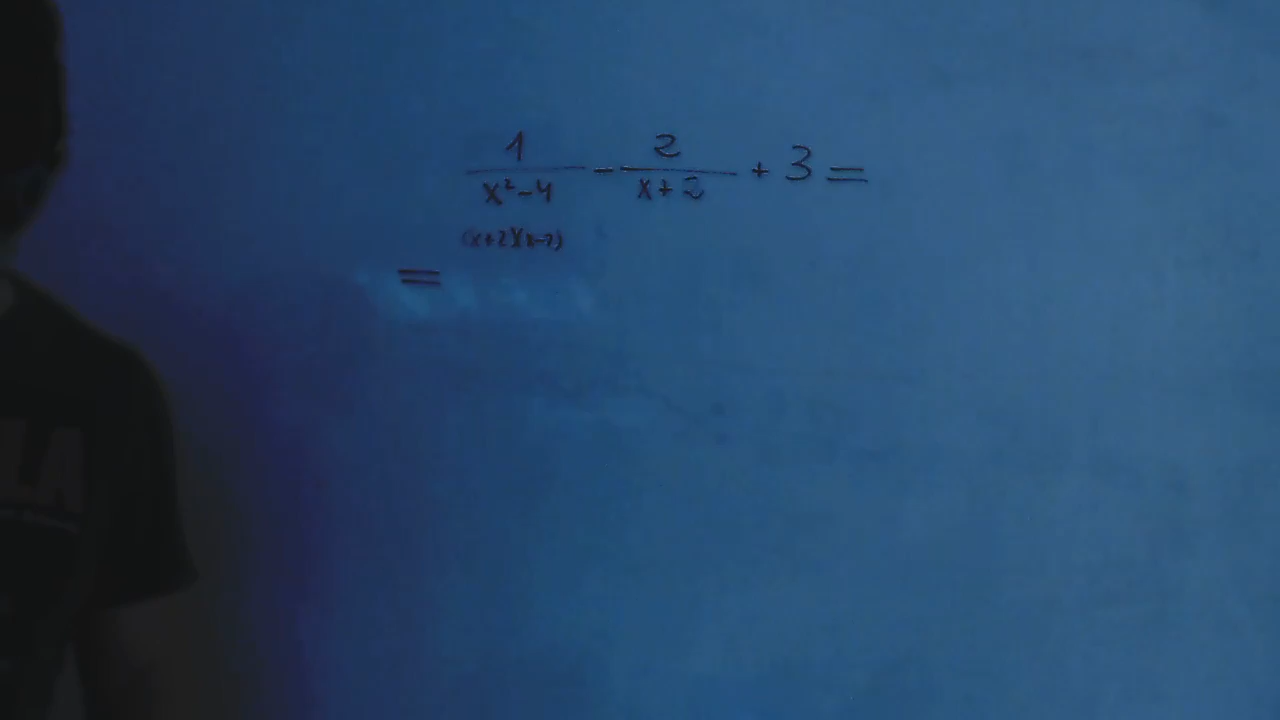 1/(x²-4) - 2/(x+2) + 3 =
(x+2)(x-2)
=